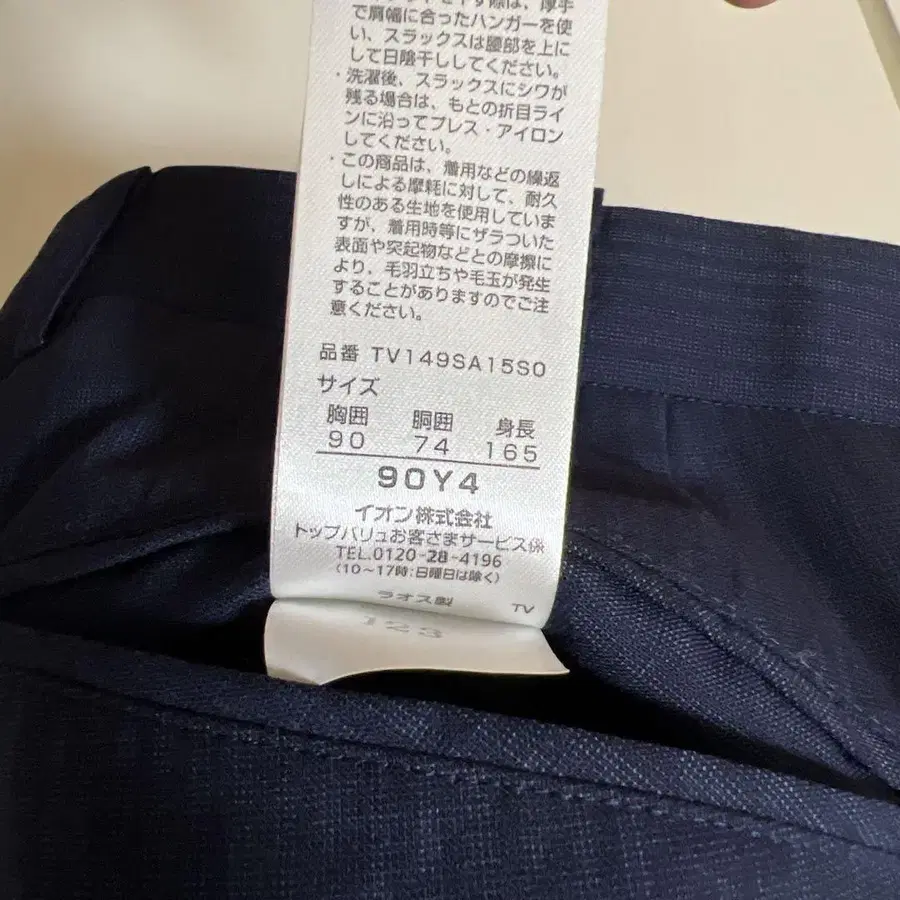 で肩幅に合ったハンガーを使
い、スラックスは腰部を上に
して日陰干ししてください。
・洗濯後、スラックスにシワが
残る場合は、もとの折目ライ
ンに沿ってプレス・アイロン
してください。
・この商品は、着用などの繰返
しによる摩耗に対して、耐久
性のある生地を使用していま
すが、着用時等にザラついた
表面や突起物などとの摩擦に
より、毛羽立ちや毛玉が発生
することがありますのでご注
意ください。
品番 TV149SA15S0
サイズ
胸囲 胴囲 身長
90 74 165
90Y4
イオン株式会社
トップバリュお客さまサービス係
TEL.0120-28-4196
(10~17時:日曜日は除く)
ラオス製 TV
123